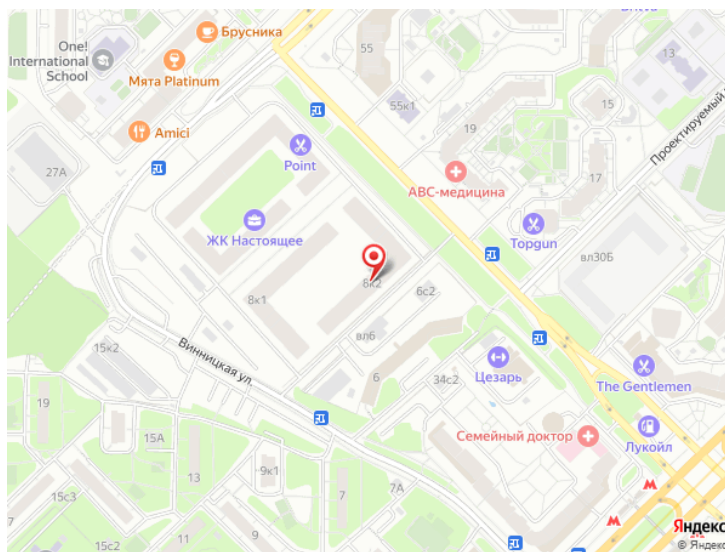 Брусника
One!
International
School
Мята Platinum
55
13
Amici
55к1
15
19
Point
Проектируемый
27А
АВС-медицина
17
Topgun
ЖК Настоящее
вл30Б
8к2
6с2
8к1
вл6
15к2
Винницкая ул.
Цезарь
6
34с2
The Gentlemen
19
15А
Семейный доктор
Лукойл
13
9к1
7А
15с3
7
11
9
Яндекс
© Яндекс